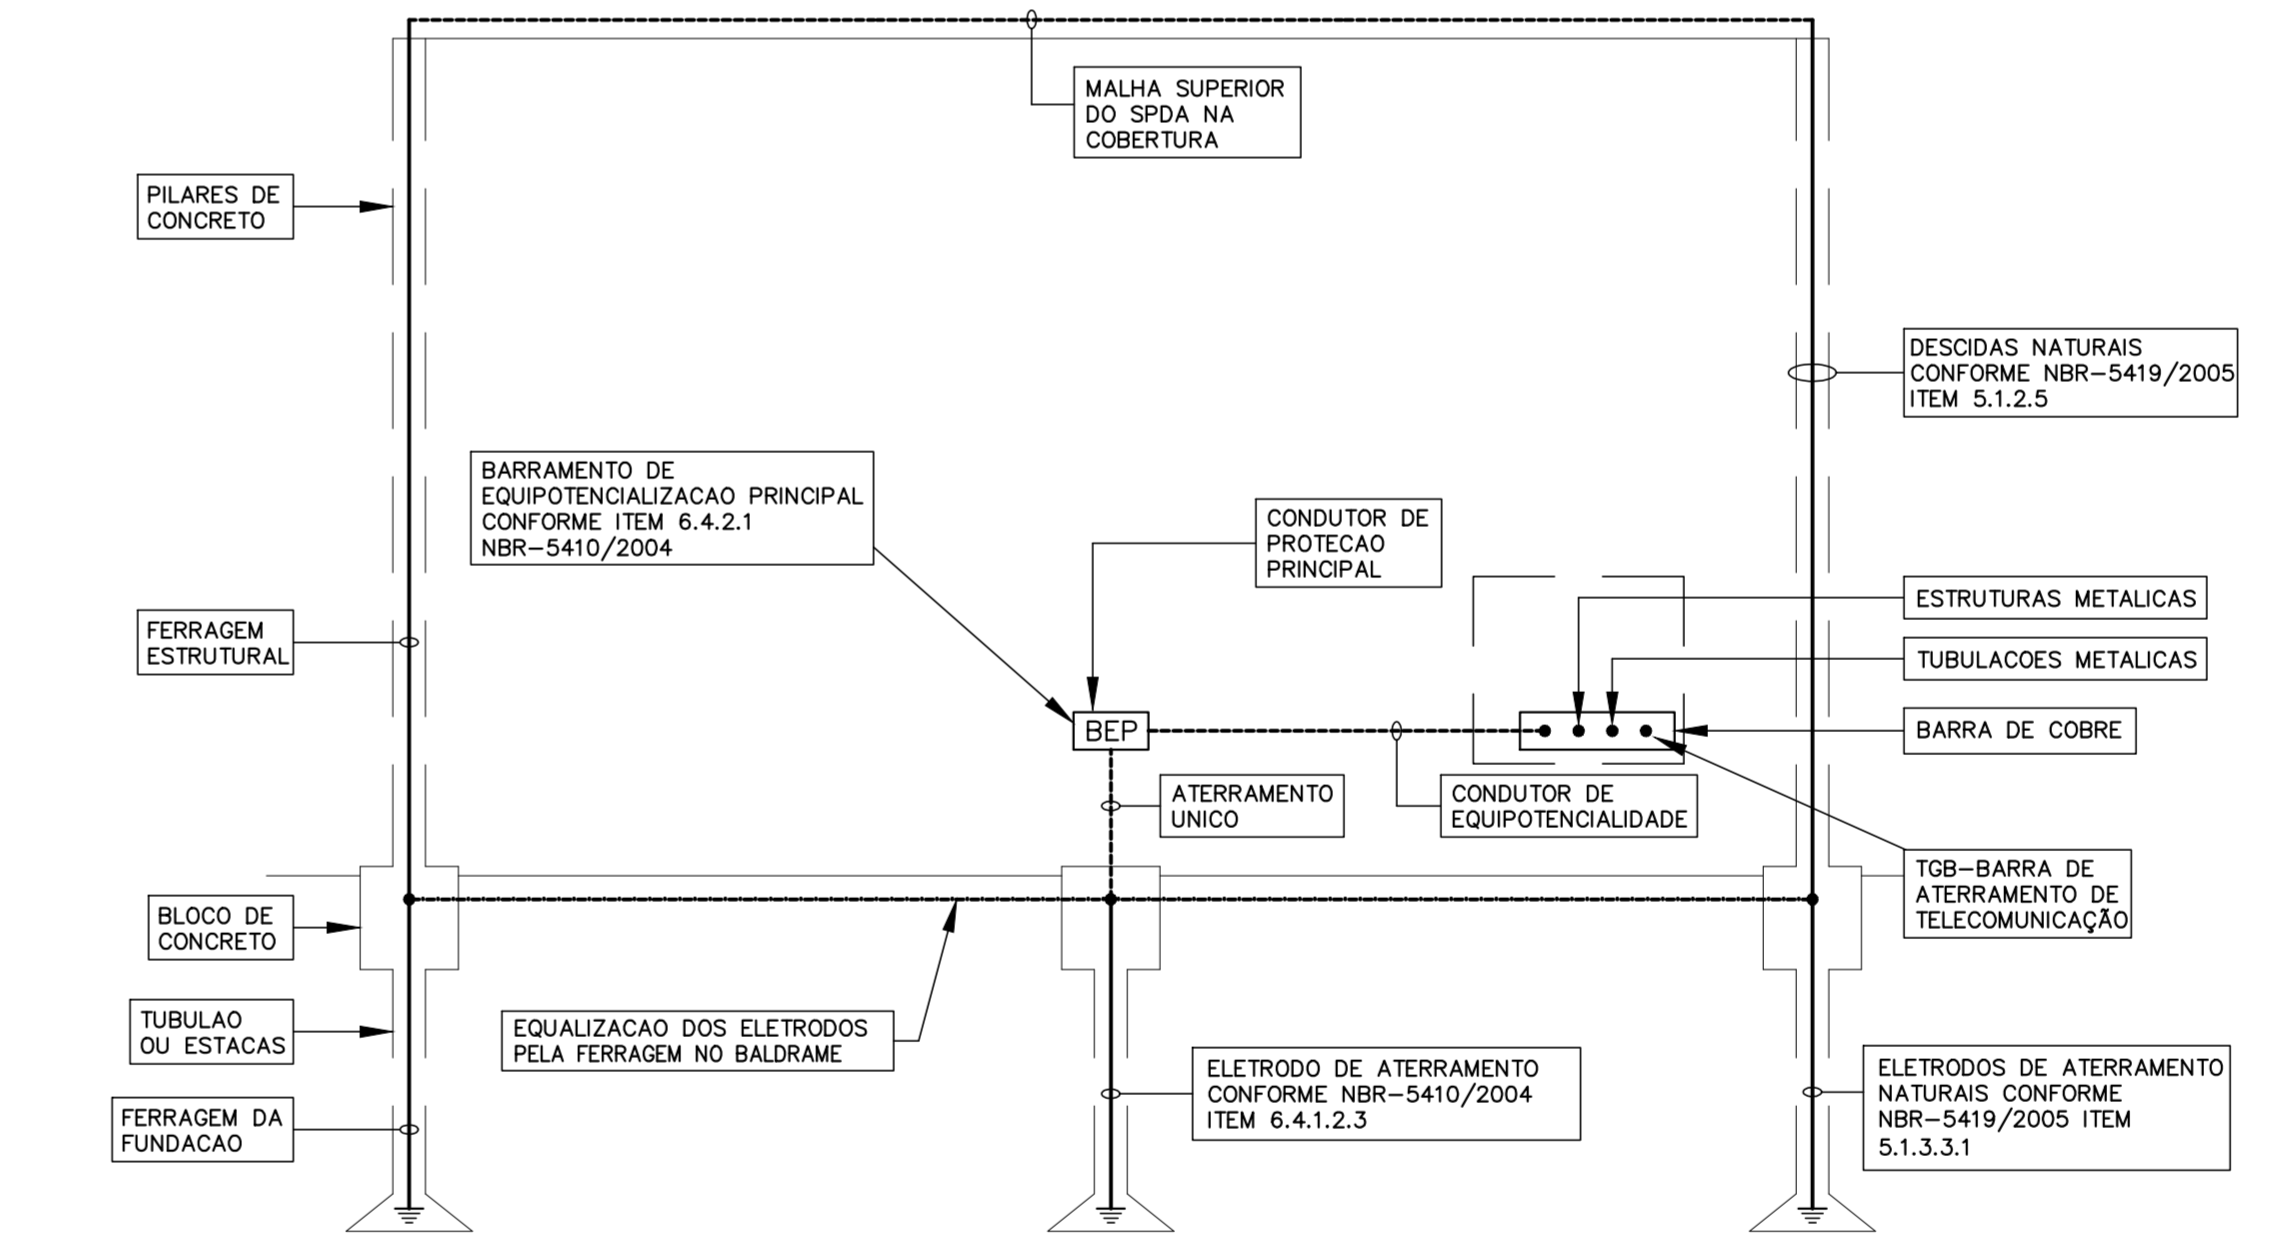 MALHA SUPERIOR
DO SPDA NA
COBERTURA
PILARES DE
CONCRETO
DESCIDAS NATURAIS
CONFORME NBR-5419/2005
ITEM 5.1.2.5
BARRAMENTO DE
EQUIPOTENCIALIZACAO PRINCIPAL
CONFORME ITEM 6.4.2.1
NBR-5410/2004
CONDUTOR DE
PROTECAO
PRINCIPAL
ESTRUTURAS METALICAS
FERRAGEM
ESTRUTURAL
TUBULACOES METALICAS
BEP
BARRA DE COBRE
ATERRAMENTO
UNICO
CONDUTOR DE
EQUIPOTENCIALIDADE
TGB-BARRA DE
ATERRAMENTO DE
TELECOMUNICAÇÃO
BLOCO DE
CONCRETO
TUBULAO
OU ESTACAS
EQUALIZACAO DOS ELETRODOS
PELA FERRAGEM NO BALDRAME
ELETRODO DE ATERRAMENTO
CONFORME NBR-5410/2004
ITEM 6.4.1.2.3
ELETRODOS DE ATERRAMENTO
NATURAIS CONFORME
NBR-5419/2005 ITEM
5.1.3.3.1
FERRAGEM DA
FUNDACAO